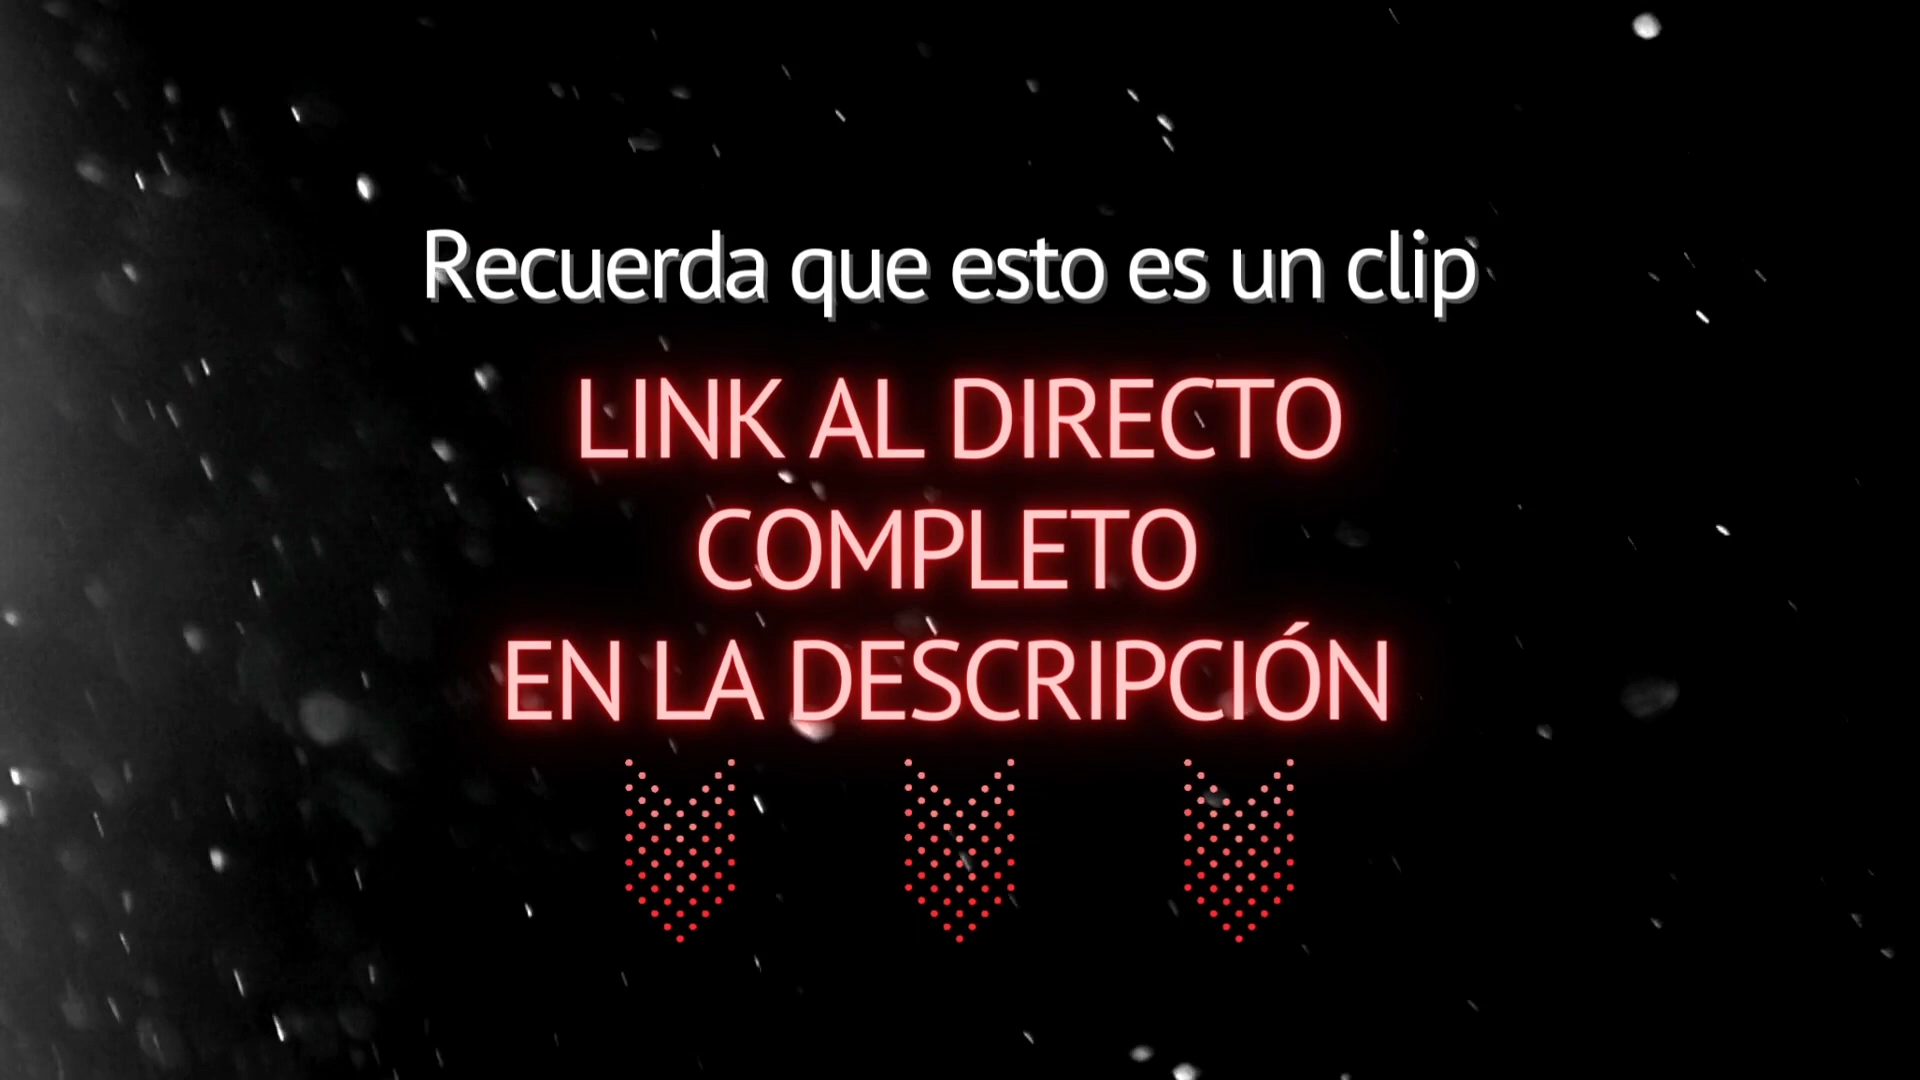 Recuerda que esto es un clip
LINK AL DIRECTO
COMPLETO
EN LA DESCRIPCIÓN